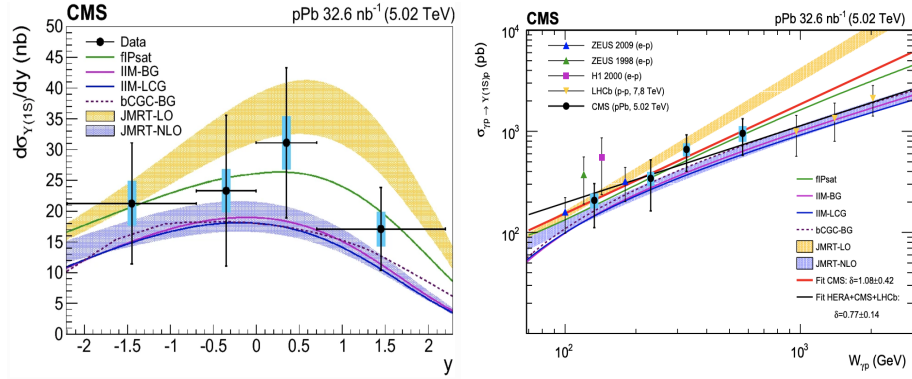 CMS
pPb 32.6 nb⁻¹ (5.02 TeV)
dσ_Υ(1S)/dy (nb)
50
45
40
35
30
25
20
15
10
5
0
Data
fIPsat
IIM-BG
IIM-LCG
bCGC-BG
JMRT-LO
JMRT-NLO
-2
-1.5
-1
-0.5
0
0.5
1
1.5
2
y
CMS
pPb 32.6 nb⁻¹ (5.02 TeV)
σ_γp → Υ(1S)p (pb)
10⁴
10³
10²
ZEUS 2009 (e-p)
ZEUS 1998 (e-p)
H1 2000 (e-p)
LHCb (p-p, 7,8 TeV)
CMS (pPb, 5.02 TeV)
fIPsat
IIM-BG
IIM-LCG
bCGC-BG
JMRT-LO
JMRT-NLO
Fit CMS: δ=1.08±0.42
Fit HERA+CMS+LHCb:
δ=0.77±0.14
10²
10³
W_γp (GeV)